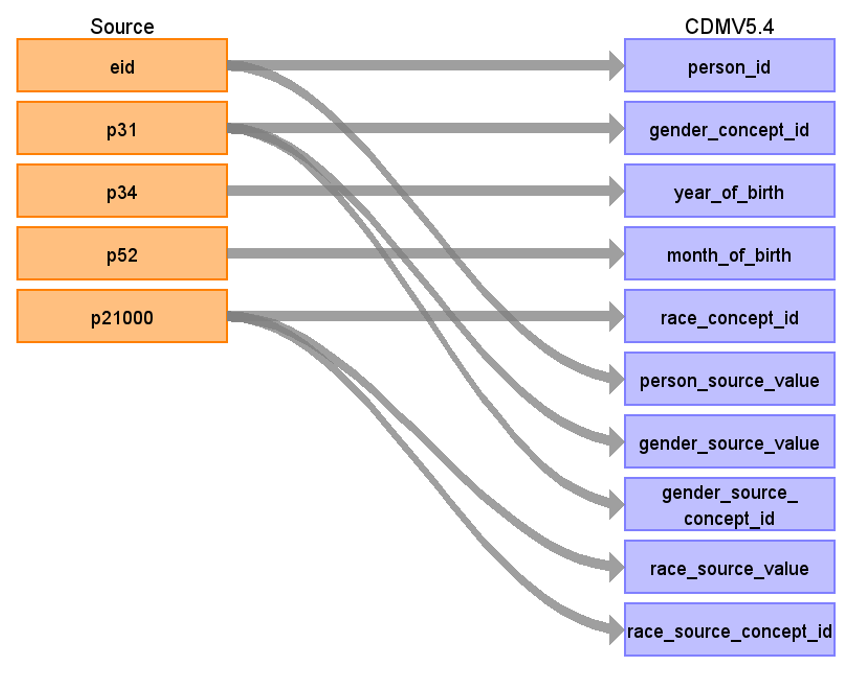 Source
CDMV5.4
eid
person_id
p31
gender_concept_id
p34
year_of_birth
p52
month_of_birth
p21000
race_concept_id
person_source_value
gender_source_value
gender_source_
concept_id
race_source_value
race_source_concept_id